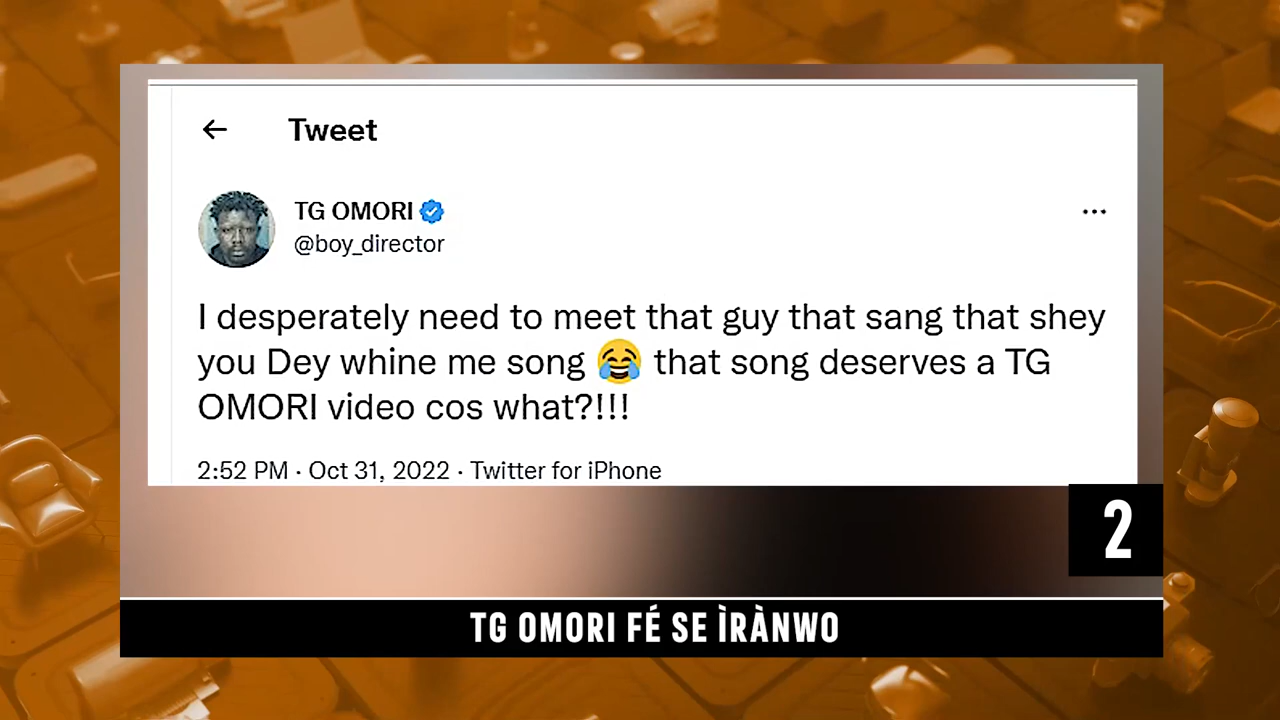 Tweet
TG OMORI
@boy_director
I desperately need to meet that guy that sang that shey
you Dey whine me song 😂 that song deserves a TG
OMORI video cos what?!!!
2:52 PM · Oct 31, 2022 · Twitter for iPhone
2
TG OMORI FÉ SE ÌRÀNWO